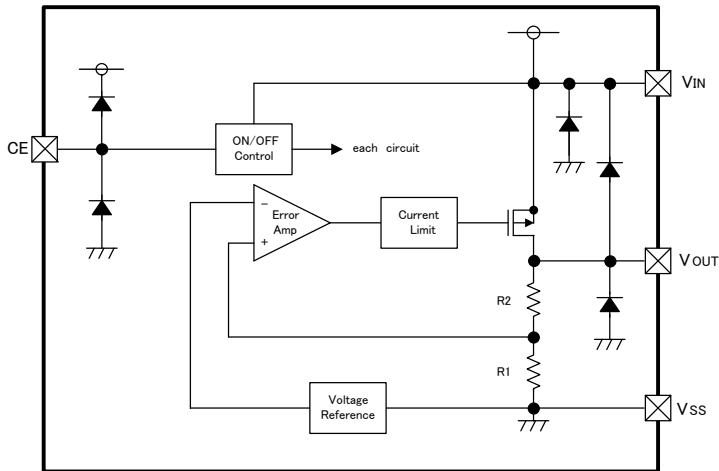 VIN
CE
ON/OFF
Control
each circuit
−
Error
Amp
+
Current
Limit
VOUT
R2
R1
Voltage
Reference
VSS